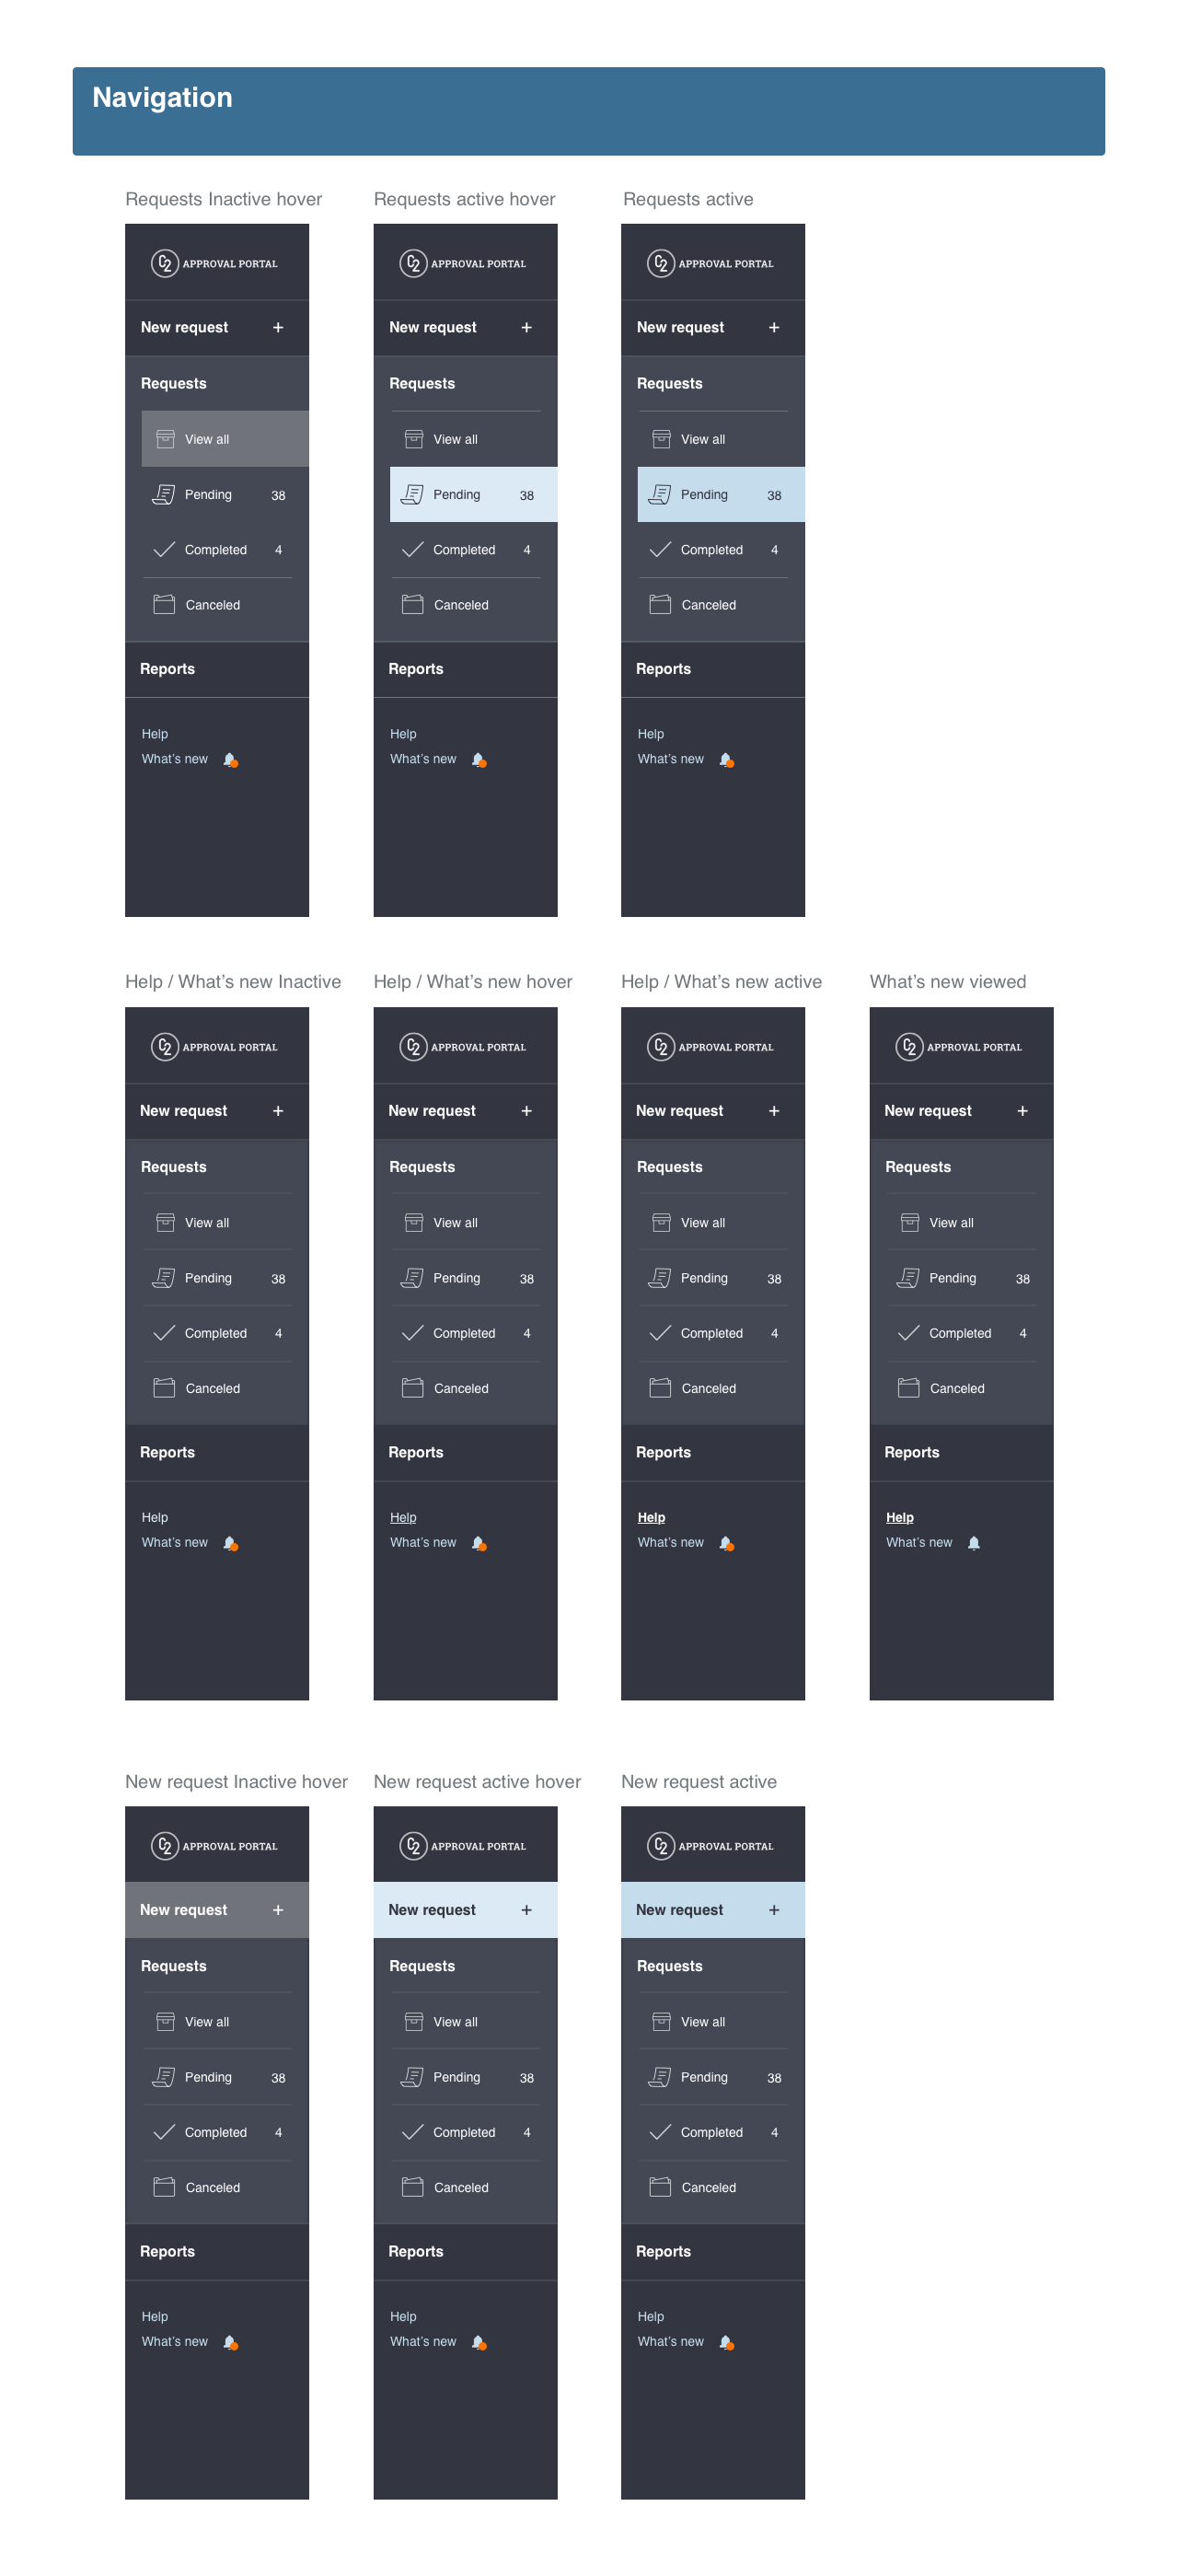 Navigation
Requests Inactive hover
C2 APPROVAL PORTAL
New request +
Requests
View all
Pending 38
Completed 4
Canceled
Reports
Help
What's new
Requests active hover
C2 APPROVAL PORTAL
New request +
Requests
View all
Pending 38
Completed 4
Canceled
Reports
Help
What's new
Requests active
C2 APPROVAL PORTAL
New request +
Requests
View all
Pending 38
Completed 4
Canceled
Reports
Help
What's new
Help / What's new Inactive
C2 APPROVAL PORTAL
New request +
Requests
View all
Pending 38
Completed 4
Canceled
Reports
Help
What's new
Help / What's new hover
C2 APPROVAL PORTAL
New request +
Requests
View all
Pending 38
Completed 4
Canceled
Reports
Help
What's new
Help / What's new active
C2 APPROVAL PORTAL
New request +
Requests
View all
Pending 38
Completed 4
Canceled
Reports
Help
What's new
What's new viewed
C2 APPROVAL PORTAL
New request +
Requests
View all
Pending 38
Completed 4
Canceled
Reports
Help
What's new
New request Inactive hover
C2 APPROVAL PORTAL
New request +
Requests
View all
Pending 38
Completed 4
Canceled
Reports
Help
What's new
New request active hover
C2 APPROVAL PORTAL
New request +
Requests
View all
Pending 38
Completed 4
Canceled
Reports
Help
What's new
New request active
C2 APPROVAL PORTAL
New request +
Requests
View all
Pending 38
Completed 4
Canceled
Reports
Help
What's new